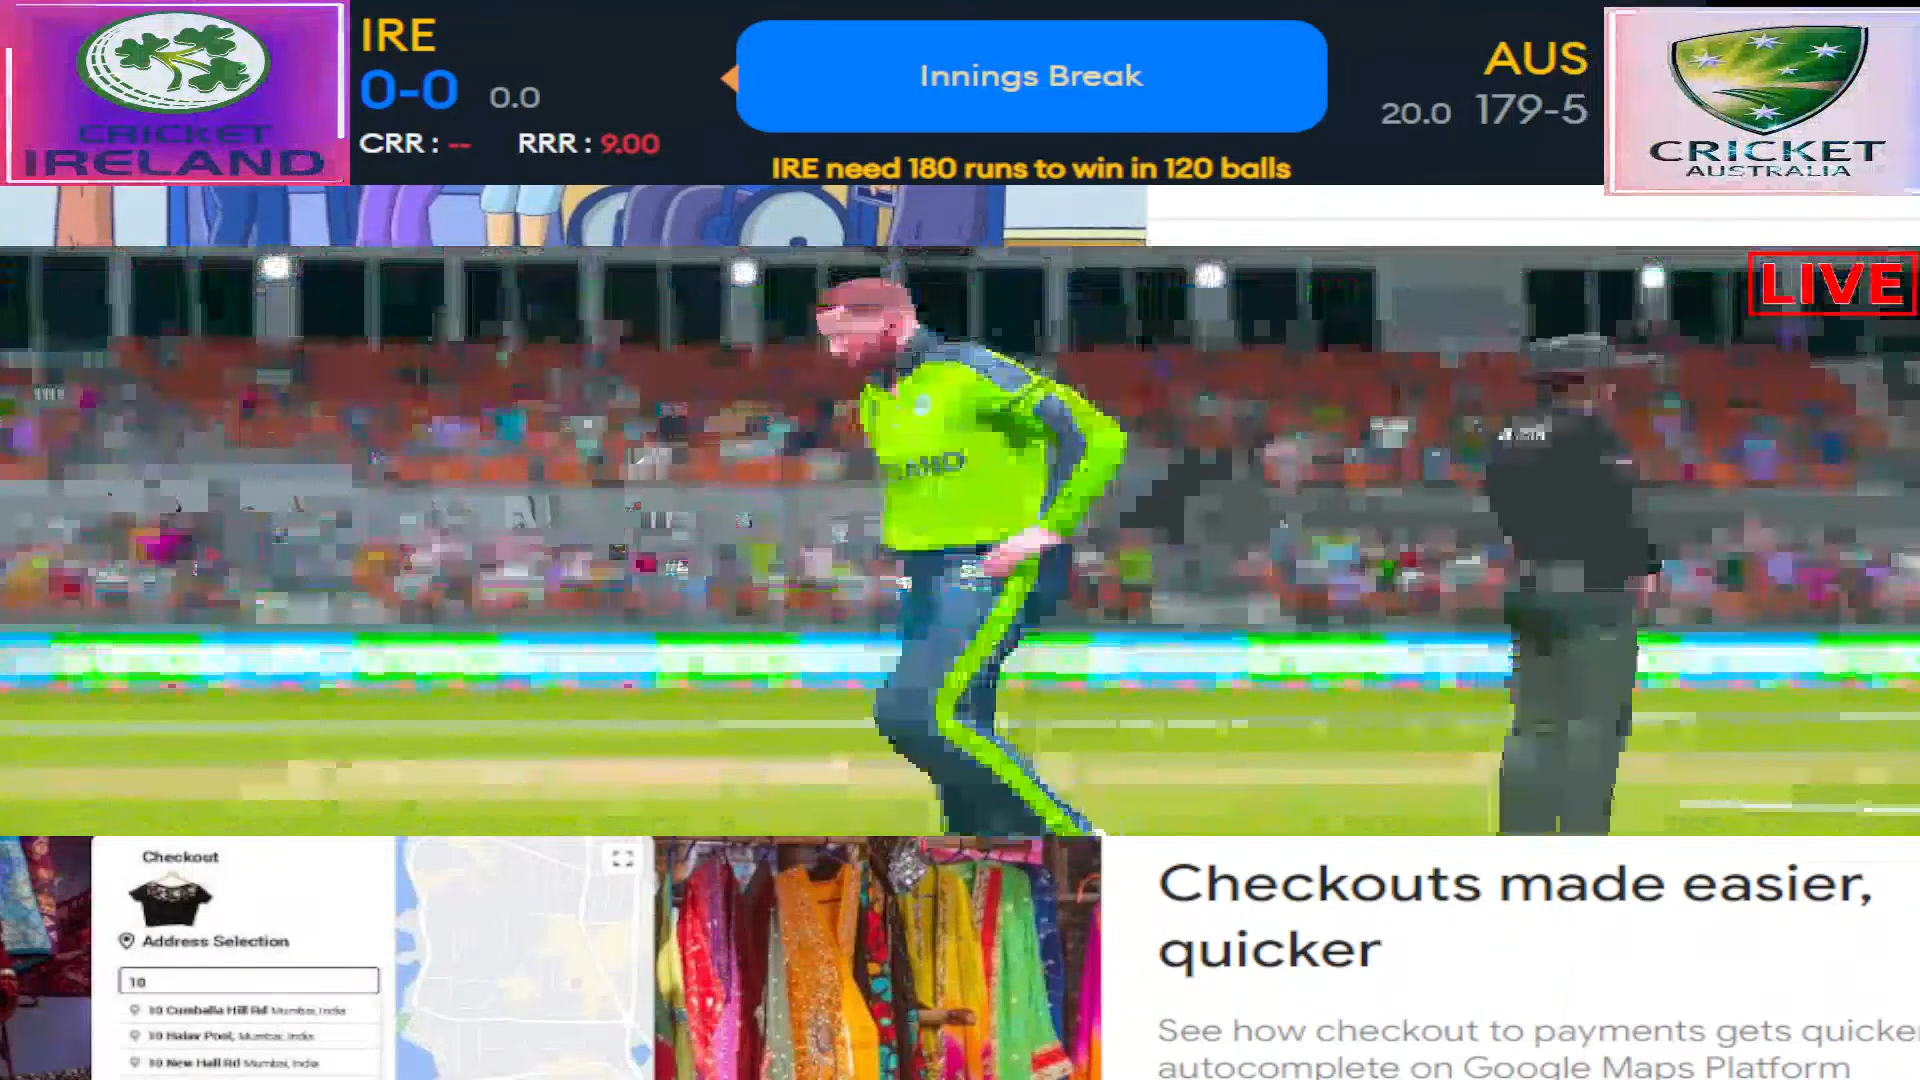 IRE
0-0 0.0
CRR : -- RRR : 9.00
CRICKET
IRELAND
Innings Break
IRE need 180 runs to win in 120 balls
AUS
20.0 179-5
CRICKET
AUSTRALIA
LIVE
Checkout
Address Selection
10
10 Cumballa Hill Rd Mumbai, India
Mumbai, India
10 New Hall Rd Mumbai, India
Checkouts made easier,
quicker
See how checkout to payments gets quicke
autocomplete on Google Maps Platform